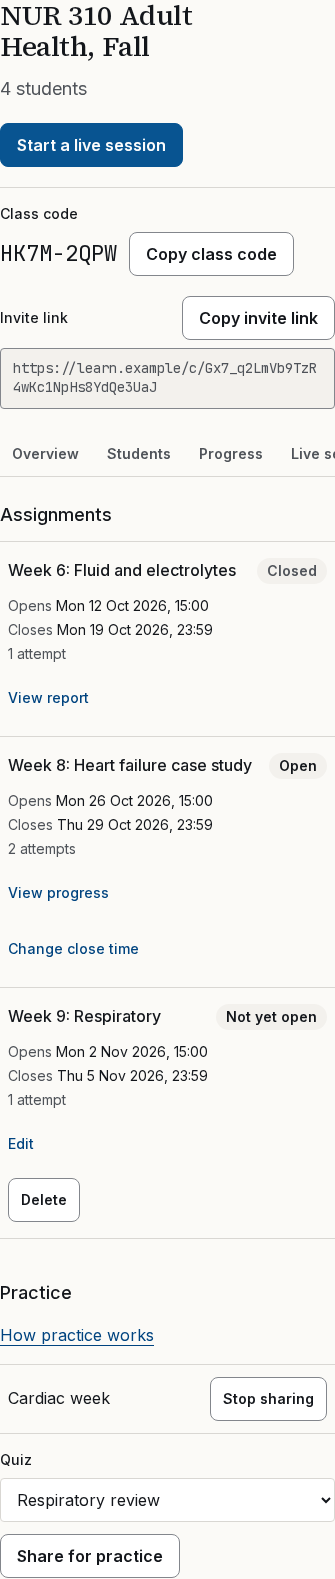 NUR 310 Adult
Health, Fall
4 students
Start a live session
Class code
HK7M-2QPW
Copy class code
Invite link
Copy invite link
https://learn.example/c/Gx7_q2LmVb9TzR
4wKc1NpHs8YdQe3UaJ
Overview Students Progress Live se
Assignments
Week 6: Fluid and electrolytes Closed
Opens Mon 12 Oct 2026, 15:00
Closes Mon 19 Oct 2026, 23:59
1 attempt
View report
Week 8: Heart failure case study Open
Opens Mon 26 Oct 2026, 15:00
Closes Thu 29 Oct 2026, 23:59
2 attempts
View progress
Change close time
Week 9: Respiratory Not yet open
Opens Mon 2 Nov 2026, 15:00
Closes Thu 5 Nov 2026, 23:59
1 attempt
Edit
Delete
Practice
How practice works
Cardiac week Stop sharing
Quiz
Respiratory review
Share for practice